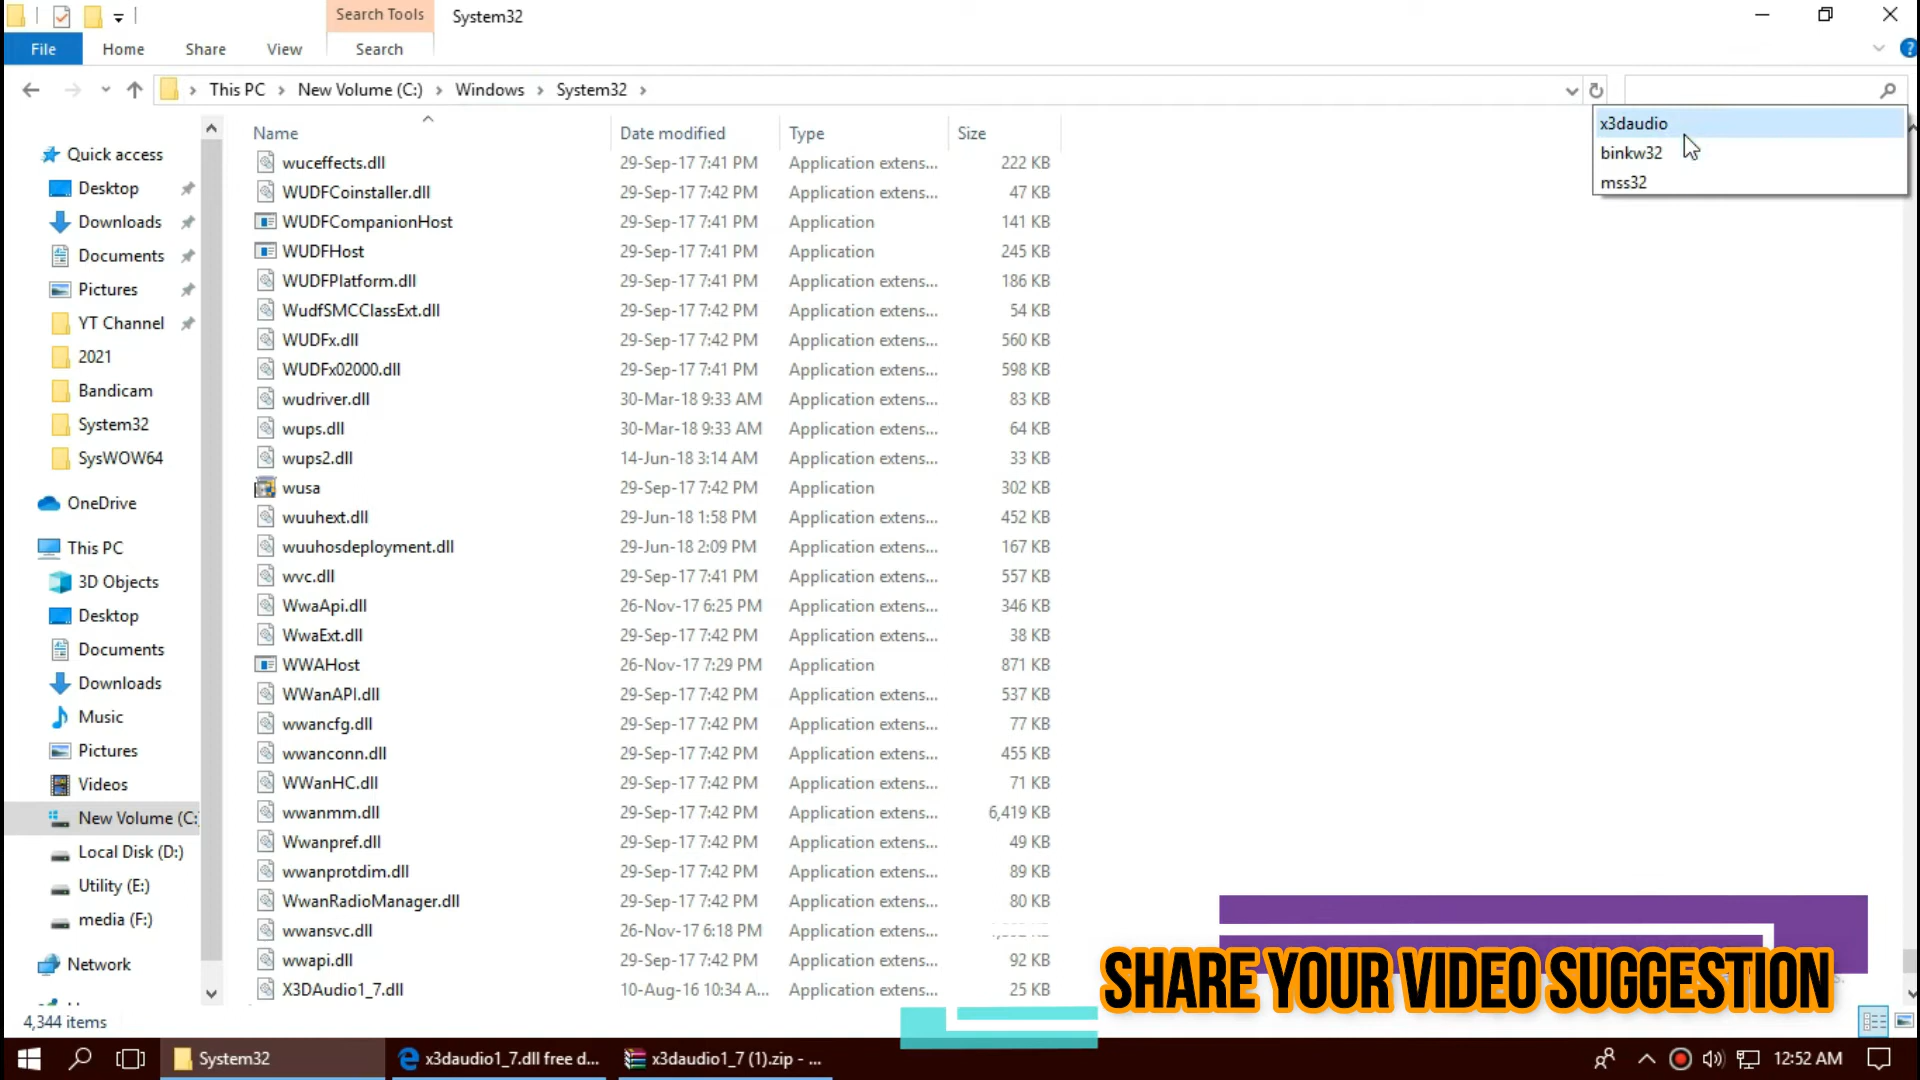 Search Tools System32
File Home Share View Search
This PC New Volume (C:) Windows System32
x3daudio
binkw32
mss32
Quick access
Desktop
Downloads
Documents
Pictures
YT Channel
2021
Bandicam
System32
SysWOW64
OneDrive
This PC
3D Objects
Desktop
Documents
Downloads
Music
Pictures
Videos
New Volume (C:
Local Disk (D:)
Utility (E:)
media (F:)
Network
Name Date modified Type Size
wuceffects.dll 29-Sep-17 7:41 PM Application extens... 222 KB
WUDFCoinstaller.dll 29-Sep-17 7:42 PM Application extens... 47 KB
WUDFCompanionHost 29-Sep-17 7:41 PM Application 141 KB
WUDFHost 29-Sep-17 7:41 PM Application 245 KB
WUDFPlatform.dll 29-Sep-17 7:41 PM Application extens... 186 KB
WudfSMCClassExt.dll 29-Sep-17 7:42 PM Application extens... 54 KB
WUDFx.dll 29-Sep-17 7:42 PM Application extens... 560 KB
WUDFx02000.dll 29-Sep-17 7:41 PM Application extens... 598 KB
wudriver.dll 30-Mar-18 9:33 AM Application extens... 83 KB
wups.dll 30-Mar-18 9:33 AM Application extens... 64 KB
wups2.dll 14-Jun-18 3:14 AM Application extens... 33 KB
wusa 29-Sep-17 7:42 PM Application 302 KB
wuuhext.dll 29-Jun-18 1:58 PM Application extens... 452 KB
wuuhosdeployment.dll 29-Jun-18 2:09 PM Application extens... 167 KB
wvc.dll 29-Sep-17 7:41 PM Application extens... 557 KB
WwaApi.dll 26-Nov-17 6:25 PM Application extens... 346 KB
WwaExt.dll 29-Sep-17 7:42 PM Application extens... 38 KB
WWAHost 26-Nov-17 7:29 PM Application 871 KB
WWanAPI.dll 29-Sep-17 7:42 PM Application extens... 537 KB
wwancfg.dll 29-Sep-17 7:42 PM Application extens... 77 KB
wwanconn.dll 29-Sep-17 7:42 PM Application extens... 455 KB
WWanHC.dll 29-Sep-17 7:42 PM Application extens... 71 KB
wwanmm.dll 29-Sep-17 7:42 PM Application extens... 6,419 KB
Wwanpref.dll 29-Sep-17 7:42 PM Application extens... 49 KB
wwanprotdim.dll 29-Sep-17 7:42 PM Application extens... 89 KB
WwanRadioManager.dll 29-Sep-17 7:42 PM Application extens... 80 KB
wwansvc.dll 26-Nov-17 6:18 PM Application extens...
wwapi.dll 29-Sep-17 7:42 PM Application extens... 92 KB
X3DAudio1_7.dll 10-Aug-16 10:34 A... Application extens... 25 KB
SHARE YOUR VIDEO SUGGESTION
4,344 items
System32 x3daudio1_7.dll free d... x3daudio1_7 (1).zip - ... 12:52 AM